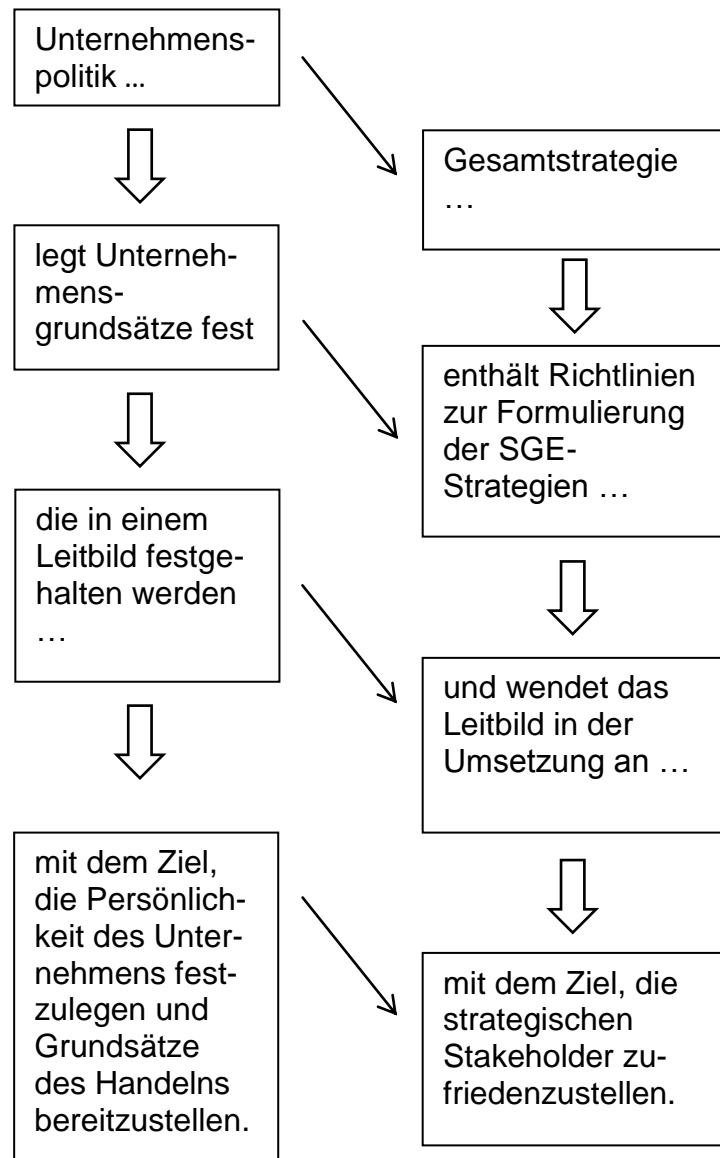 Unternehmens-
politik ...
legt Unterneh-
mens-
grundsätze fest
die in einem
Leitbild festge-
halten werden
…
mit dem Ziel,
die Persönlich-
keit des Unter-
nehmens fest-
zulegen und
Grundsätze
des Handelns
bereitzustellen.
Gesamtstrategie
…
enthält Richtlinien
zur Formulierung
der SGE-
Strategien …
und wendet das
Leitbild in der
Umsetzung an …
mit dem Ziel, die
strategischen
Stakeholder zu-
friedenzustellen.